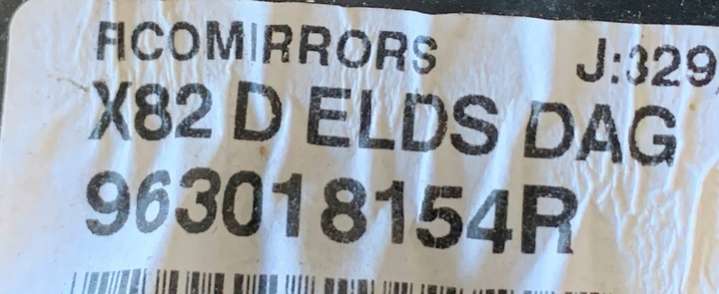 FICOMIRRORS J:329
X82 D ELDS DAG
963018154R